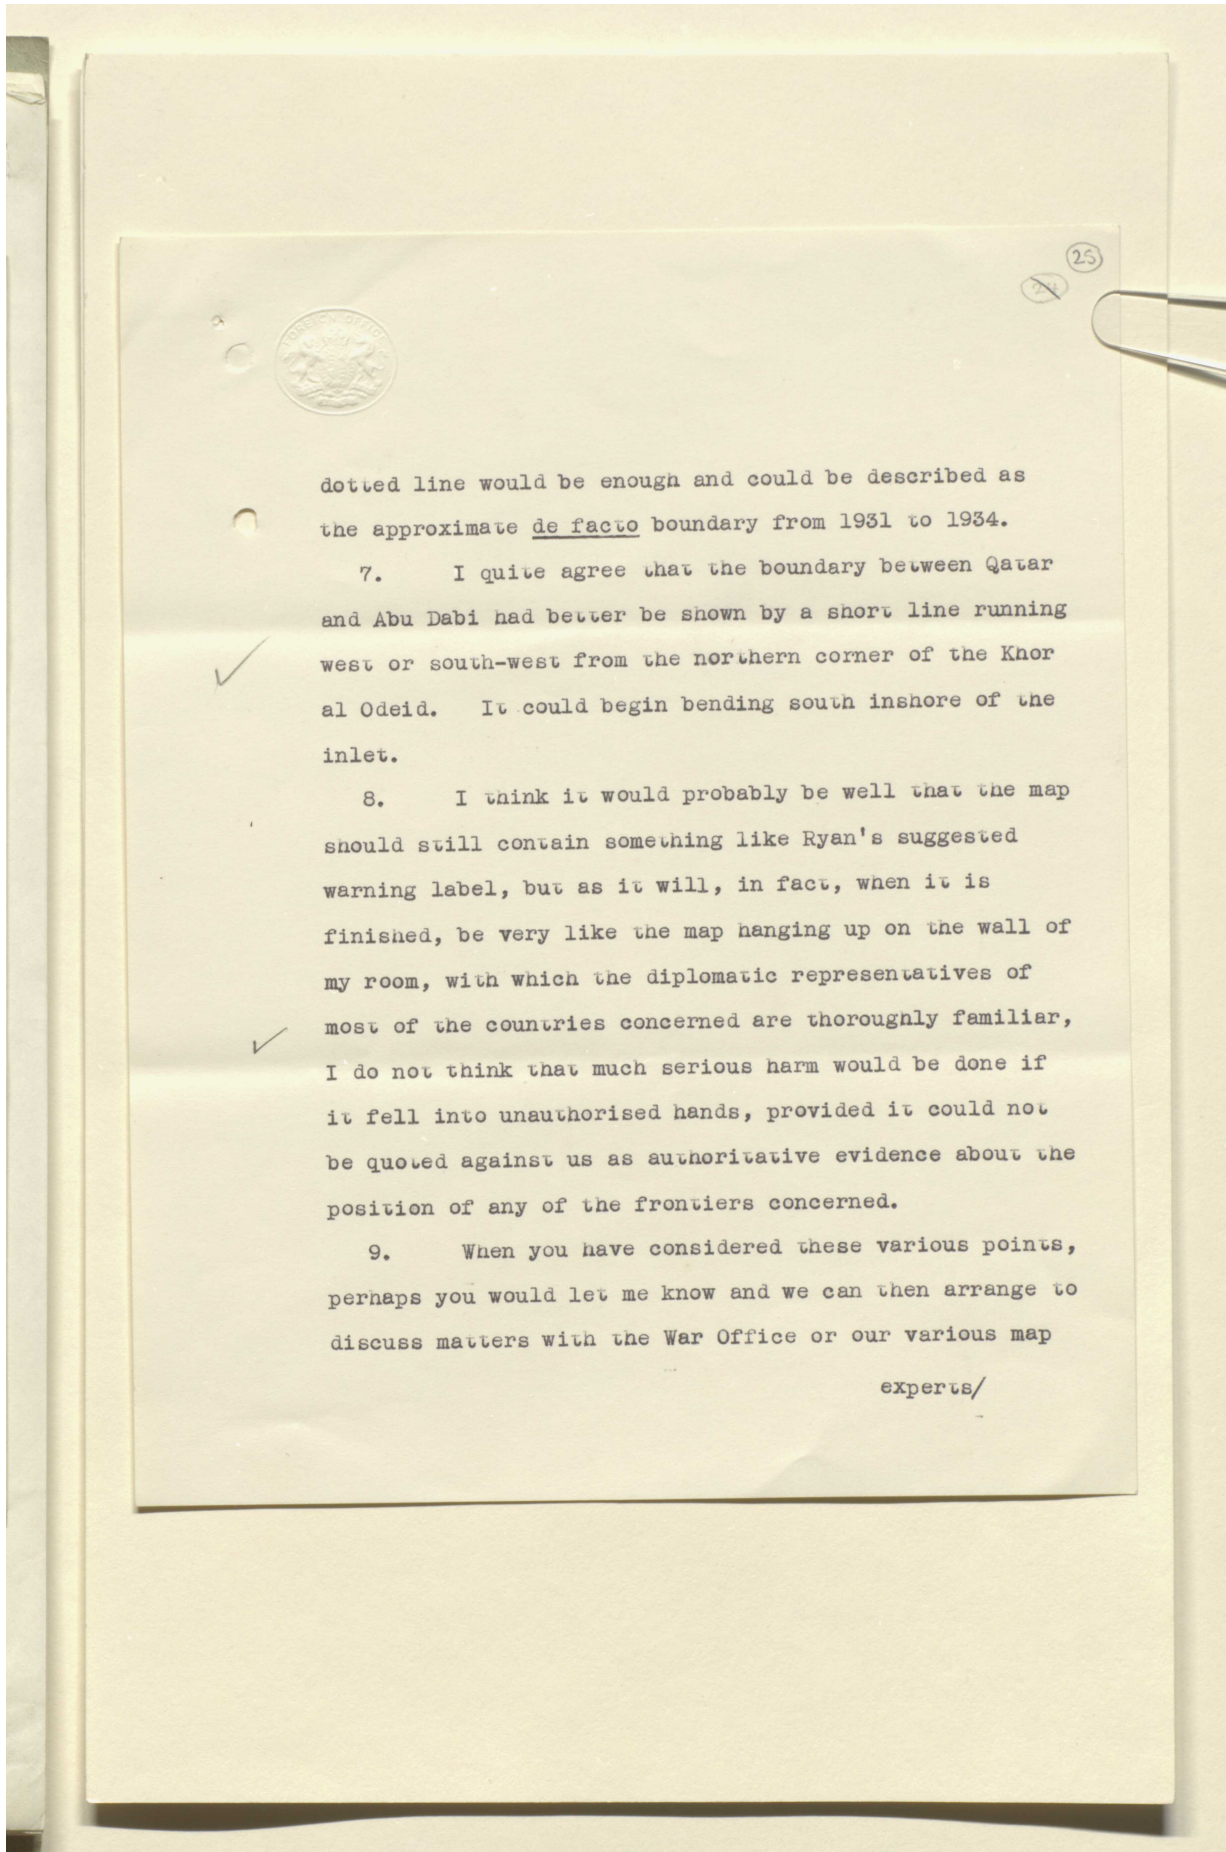 25
24
FOREIGN OFFICE
dotted line would be enough and could be described as
the approximate de facto boundary from 1931 to 1934.
7. I quite agree that the boundary between Qatar
and Abu Dabi had better be shown by a short line running
west or south-west from the northern corner of the Khor
al Odeid. It could begin bending south inshore of the
inlet.
8. I think it would probably be well that the map
should still contain something like Ryan's suggested
warning label, but as it will, in fact, when it is
finished, be very like the map hanging up on the wall of
my room, with which the diplomatic representatives of
most of the countries concerned are thoroughly familiar,
I do not think that much serious harm would be done if
it fell into unauthorised hands, provided it could not
be quoted against us as authoritative evidence about the
position of any of the frontiers concerned.
9. When you have considered these various points,
perhaps you would let me know and we can then arrange to
discuss matters with the War Office or our various map
experts/